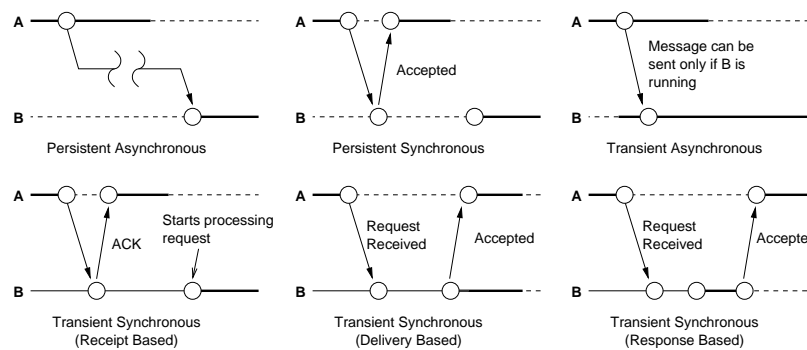 A
B
Accepted
Persistent Asynchronous
A
B
Persistent Synchronous
A
Message can be
sent only if B is
running
B
Transient Asynchronous
A
ACK
Starts processing
request
B
Transient Synchronous
(Receipt Based)
A
Request
Received
Accepted
B
Transient Synchronous
(Delivery Based)
A
Request
Received
Accepte
B
Transient Synchronous
(Response Based)